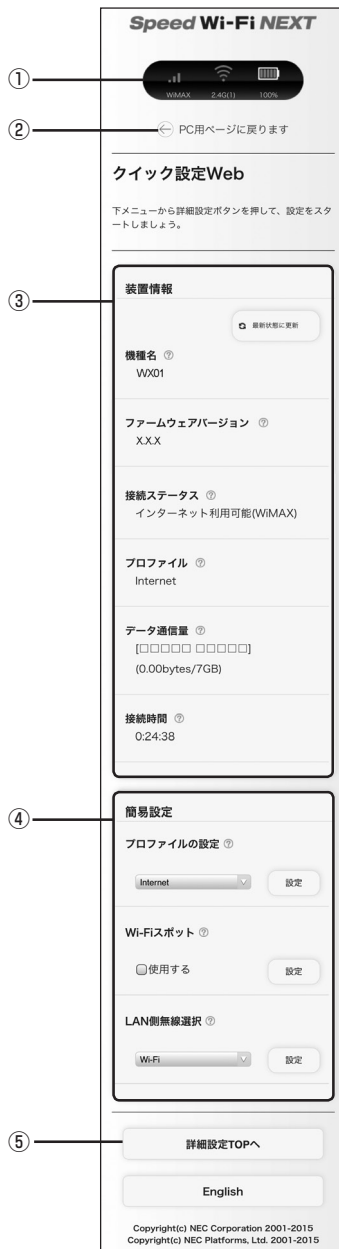 Speed Wi-Fi NEXT
①
WiMAX 2.4G(1) 100%
② PC用ページに戻ります
クイック設定Web
下メニューから詳細設定ボタンを押して、設定をスタ
ートしましょう。
③
装置情報
最新状態に更新
機種名 ?
WX01
ファームウェアバージョン ?
X.X.X
接続ステータス ?
インターネット利用可能(WiMAX)
プロファイル ?
Internet
データ通信量 ?
[□□□□□ □□□□□]
(0.00bytes/7GB)
接続時間 ?
0:24:38
④
簡易設定
プロファイルの設定 ?
Internet 設定
Wi-Fiスポット ?
使用する 設定
LAN側無線選択 ?
Wi-Fi 設定
⑤ 詳細設定TOPへ
English
Copyright(c) NEC Corporation 2001-2015
Copyright(c) NEC Platforms, Ltd. 2001-2015